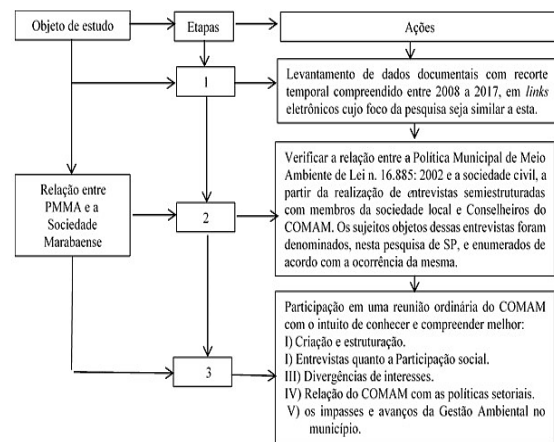 Objeto de estudo
Etapas
Ações
1
Levantamento de dados documentais com recorte
temporal compreendido entre 2008 a 2017, em links
eletrônicos cujo foco da pesquisa seja similar a esta.
Relação entre
PMMA e a
Sociedade
Marabaense
2
Verificar a relação entre a Política Municipal de Meio
Ambiente de Lei n. 16.885: 2002 e a sociedade civil, a
partir da realização de entrevistas semiestruturadas
com membros da sociedade local e Conselheiros do
COMAM. Os sujeitos objetos dessas entrevistas foram
denominados, nesta pesquisa de SP, e enumerados de
acordo com a ocorrência da mesma.
3
Participação em uma reunião ordinária do COMAM
com o intuito de conhecer e compreender melhor:
I) Criação e estruturação.
I) Entrevistas quanto a Participação social.
III) Divergências de interesses.
IV) Relação do COMAM com as políticas setoriais.
V) os impasses e avanços da Gestão Ambiental no
município.